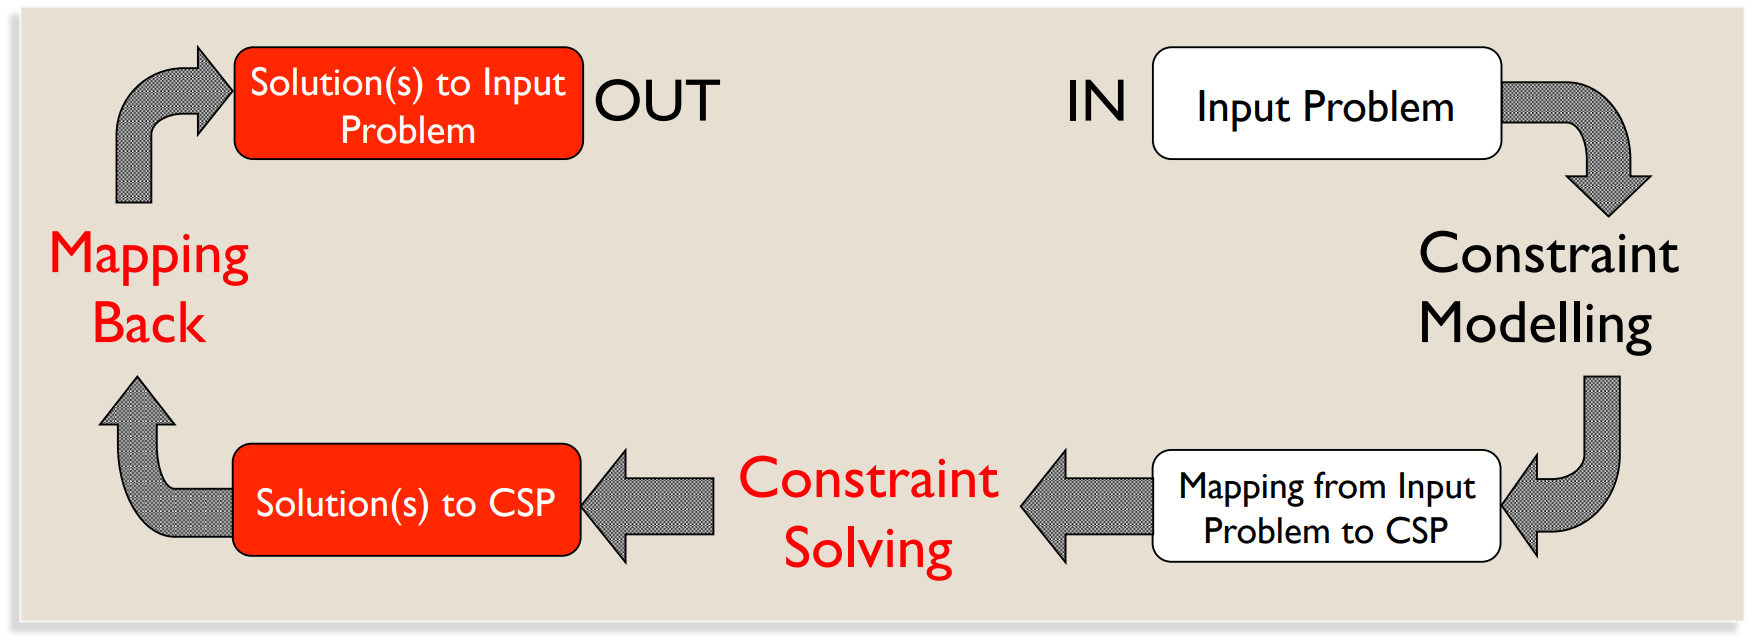 Solution(s) to Input
Problem
OUT
IN
Input Problem
Mapping
Back
Constraint
Modelling
Solution(s) to CSP
Constraint
Solving
Mapping from Input
Problem to CSP